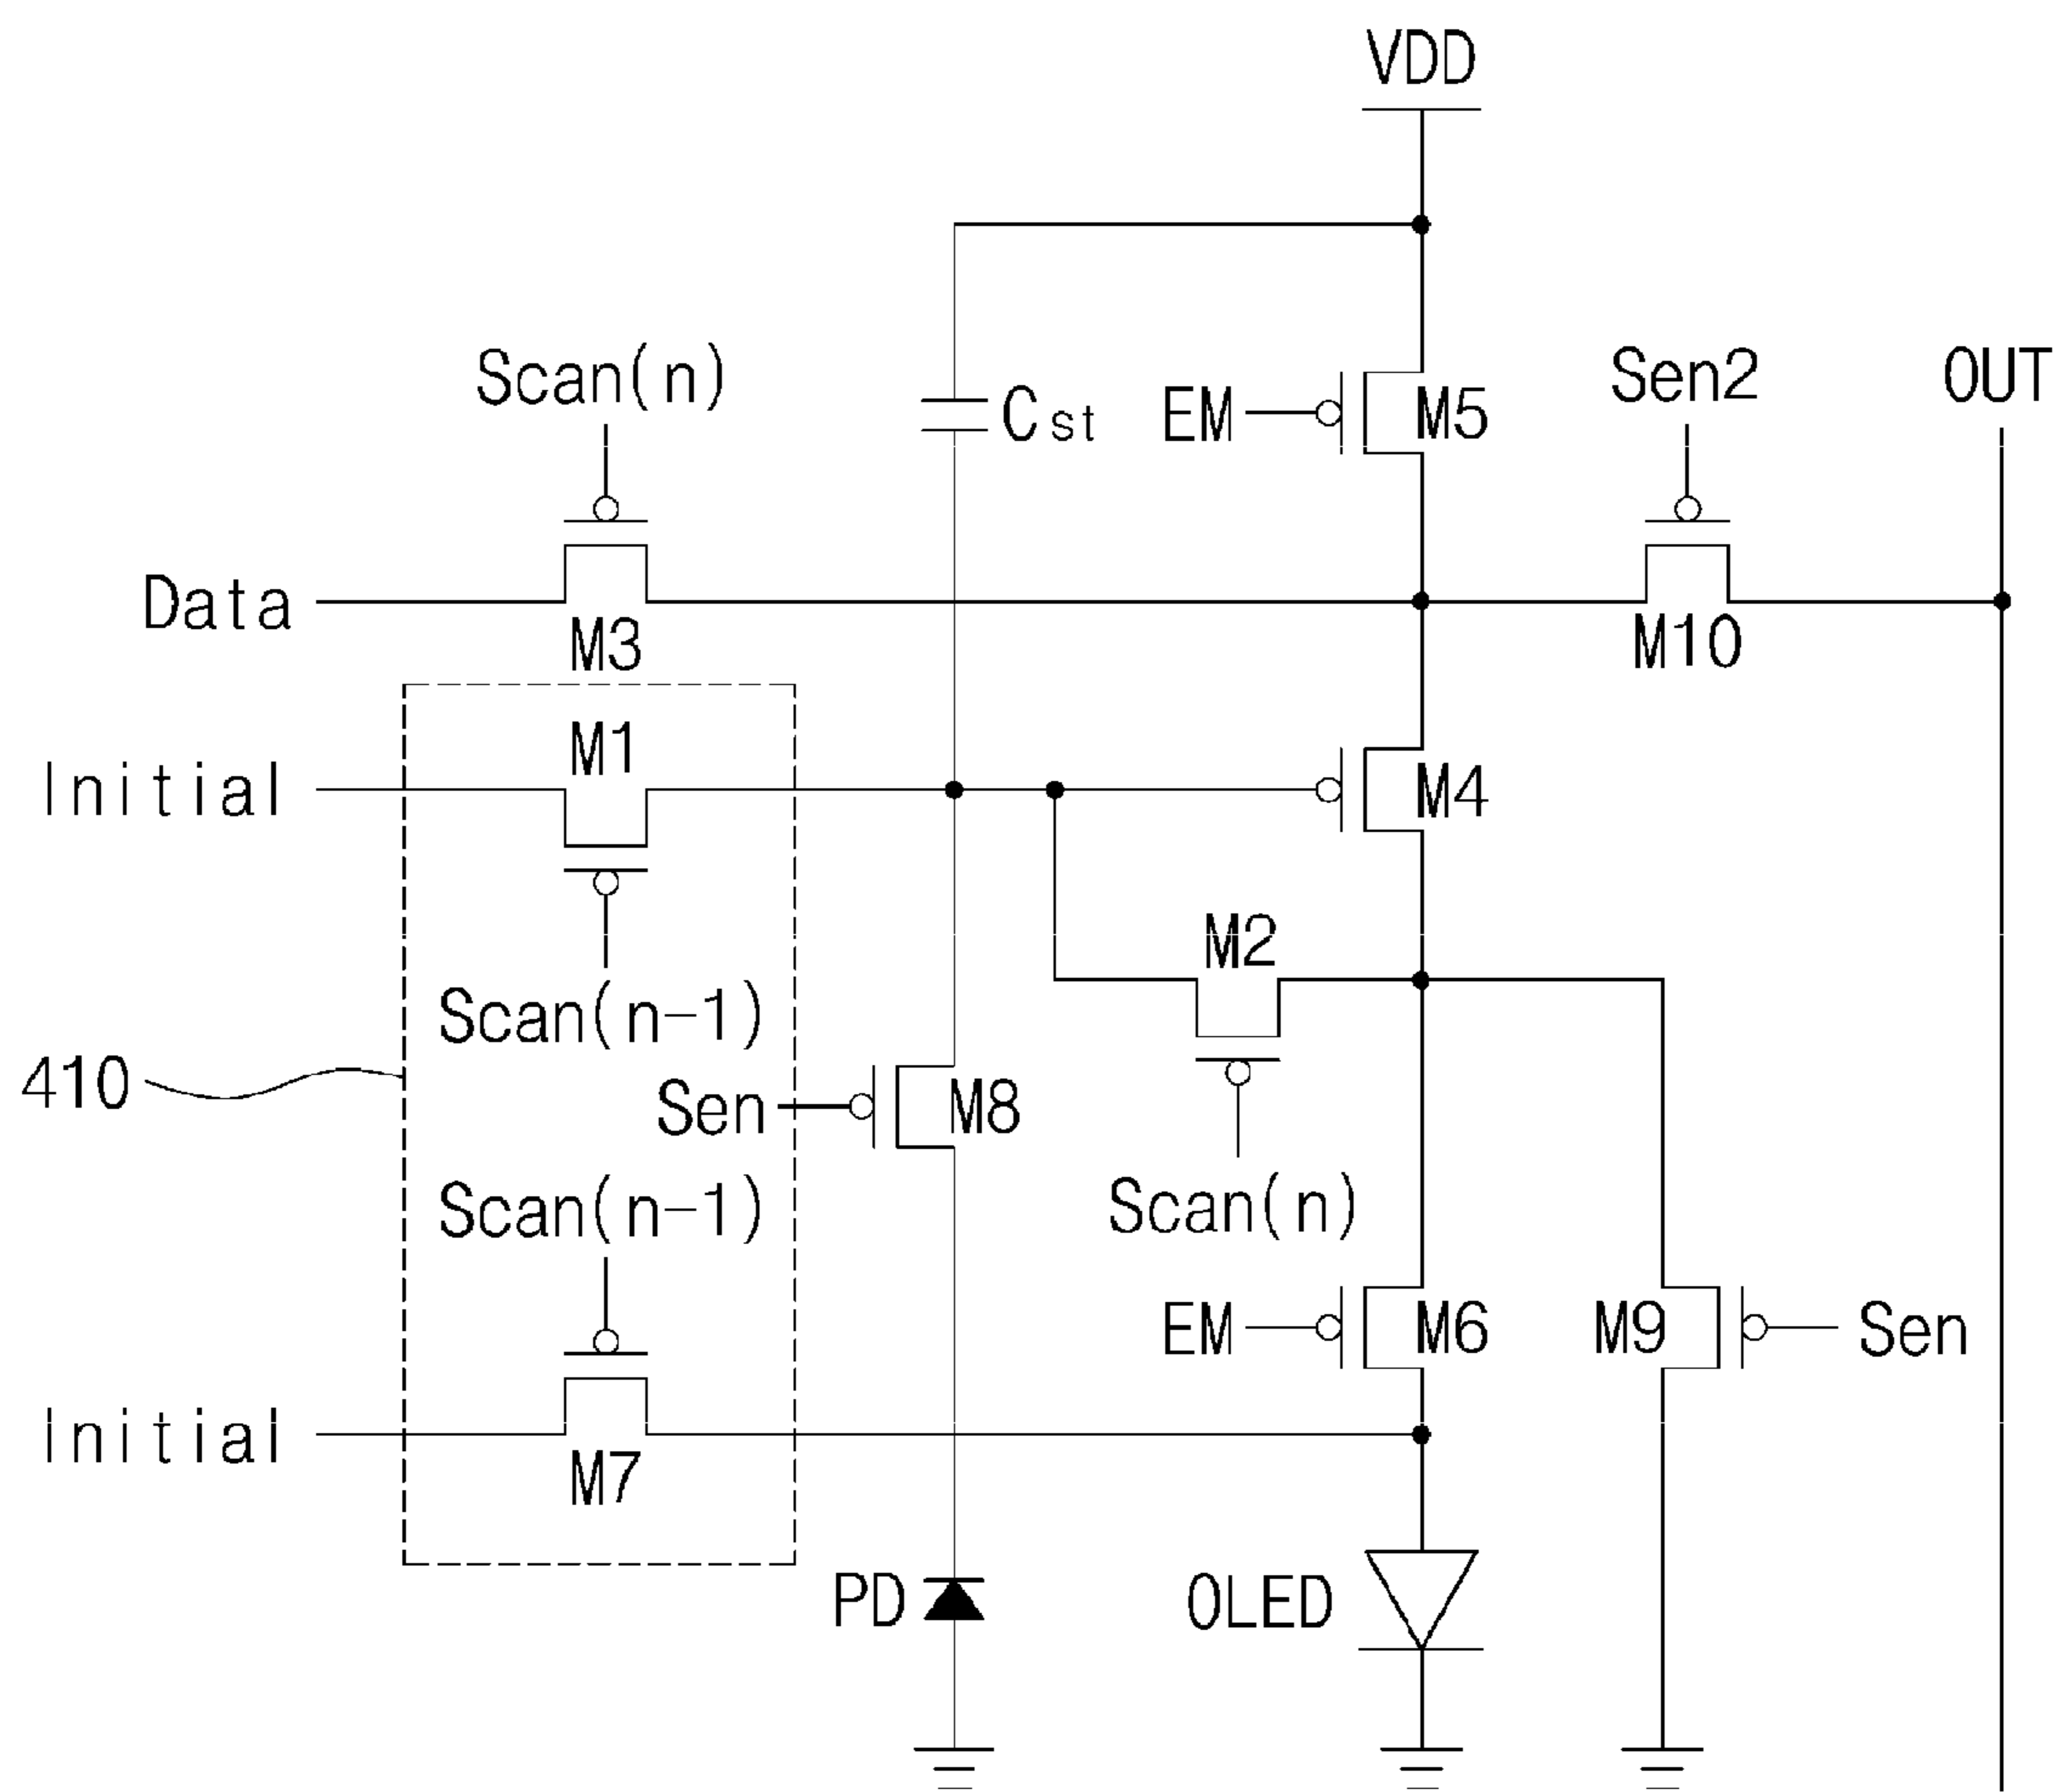 VDD
Scan(n)
Cst
EM
M5
Sen2
OUT
Data
M3
M10
M1
Initial
M4
M2
Scan(n-1)
410
Sen
M8
Scan(n-1)
Scan(n)
EM
M6
M9
Sen
Initial
M7
PD
OLED